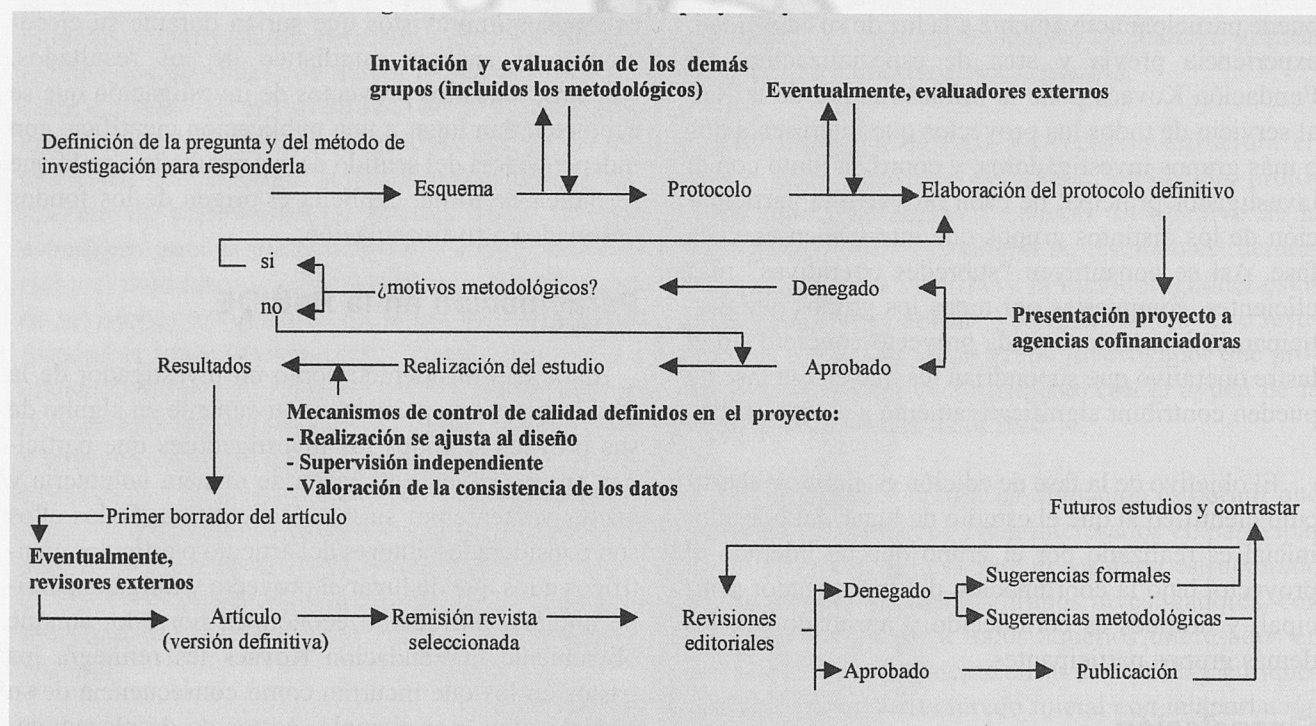 Invitación y evaluación de los demás
grupos (incluidos los metodológicos)
Eventualmente, evaluadores externos
Definición de la pregunta y del método de
investigación para responderla
Esquema
Protocolo
Elaboración del protocolo definitivo
si
¿motivos metodológicos?
no
Denegado
Presentación proyecto a
agencias cofinanciadoras
Resultados
Realización del estudio
Aprobado
Mecanismos de control de calidad definidos en el proyecto:
- Realización se ajusta al diseño
- Supervisión independiente
- Valoración de la consistencia de los datos
Primer borrador del artículo
Eventualmente,
revisores externos
Artículo
(versión definitiva)
Remisión revista
seleccionada
Revisiones
editoriales
Futuros estudios y contrastar
Denegado
Sugerencias formales
Sugerencias metodológicas
Aprobado
Publicación